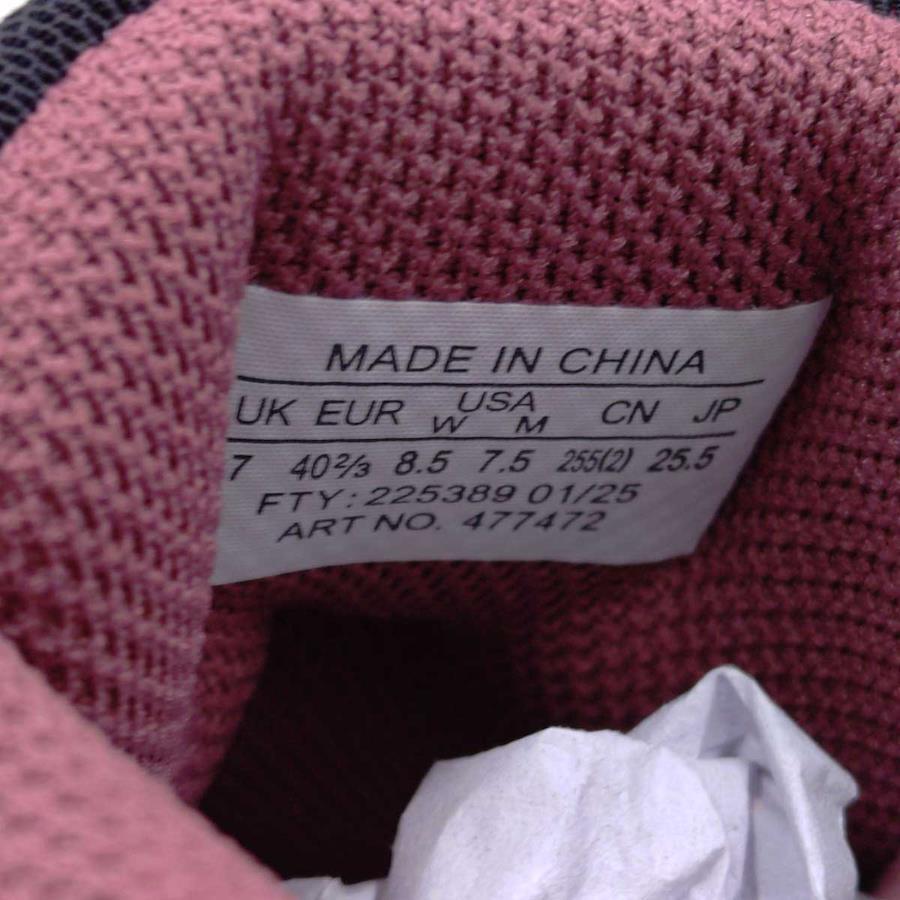 MADE IN CHINA
UK EUR USA CN JP
W M
7 40⅔ 8.5 7.5 255(2) 25.5
FTY: 225389 01/25
ART NO. 477472